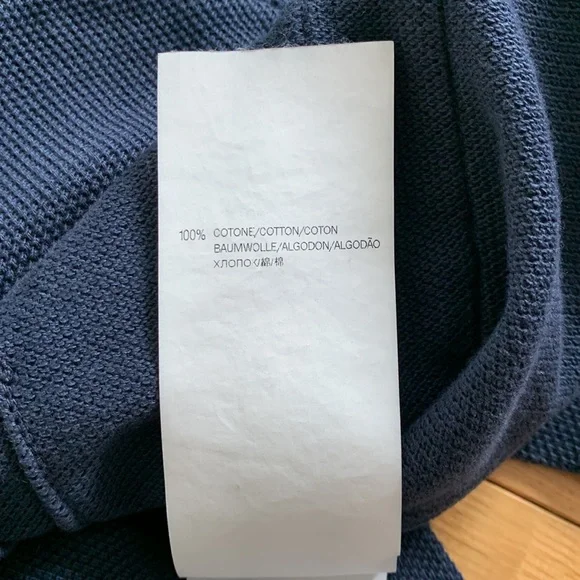 100% COTONE/COTTON/COTON
BAUMWOLLE/ALGODON/ALGODÃO
ХЛОПОК/綿/棉